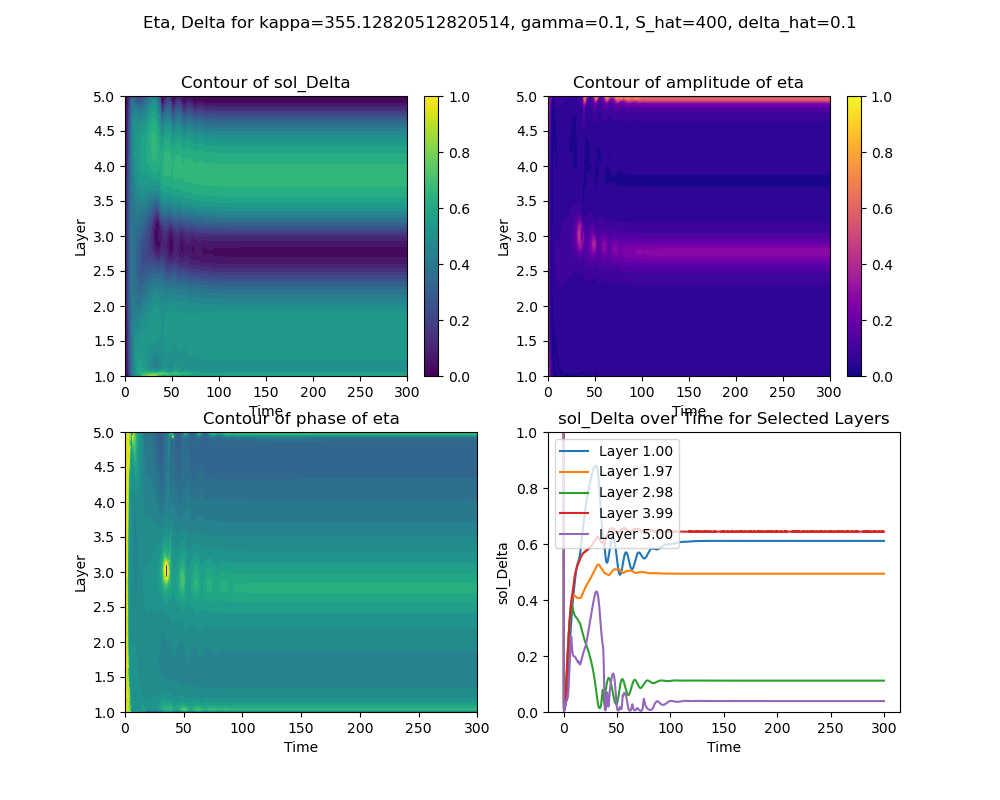 Eta, Delta for kappa=355.12820512820514, gamma=0.1, S_hat=400, delta_hat=0.1
Contour of sol_Delta
Layer
5.0
4.5
4.0
3.5
3.0
2.5
2.0
1.5
1.0
0 50 100 150 200 250 300
Time
1.0
0.8
0.6
0.4
0.2
0.0
Contour of amplitude of eta
Layer
5.0
4.5
4.0
3.5
3.0
2.5
2.0
1.5
1.0
0 50 100 150 200 250 300
Time
1.0
0.8
0.6
0.4
0.2
0.0
Contour of phase of eta
Layer
5.0
4.5
4.0
3.5
3.0
2.5
2.0
1.5
1.0
0 50 100 150 200 250 300
Time
sol_Delta over Time for Selected Layers
sol_Delta
1.0
0.8
0.6
0.4
0.2
0.0
Layer 1.00
Layer 1.97
Layer 2.98
Layer 3.99
Layer 5.00
0 50 100 150 200 250 300
Time